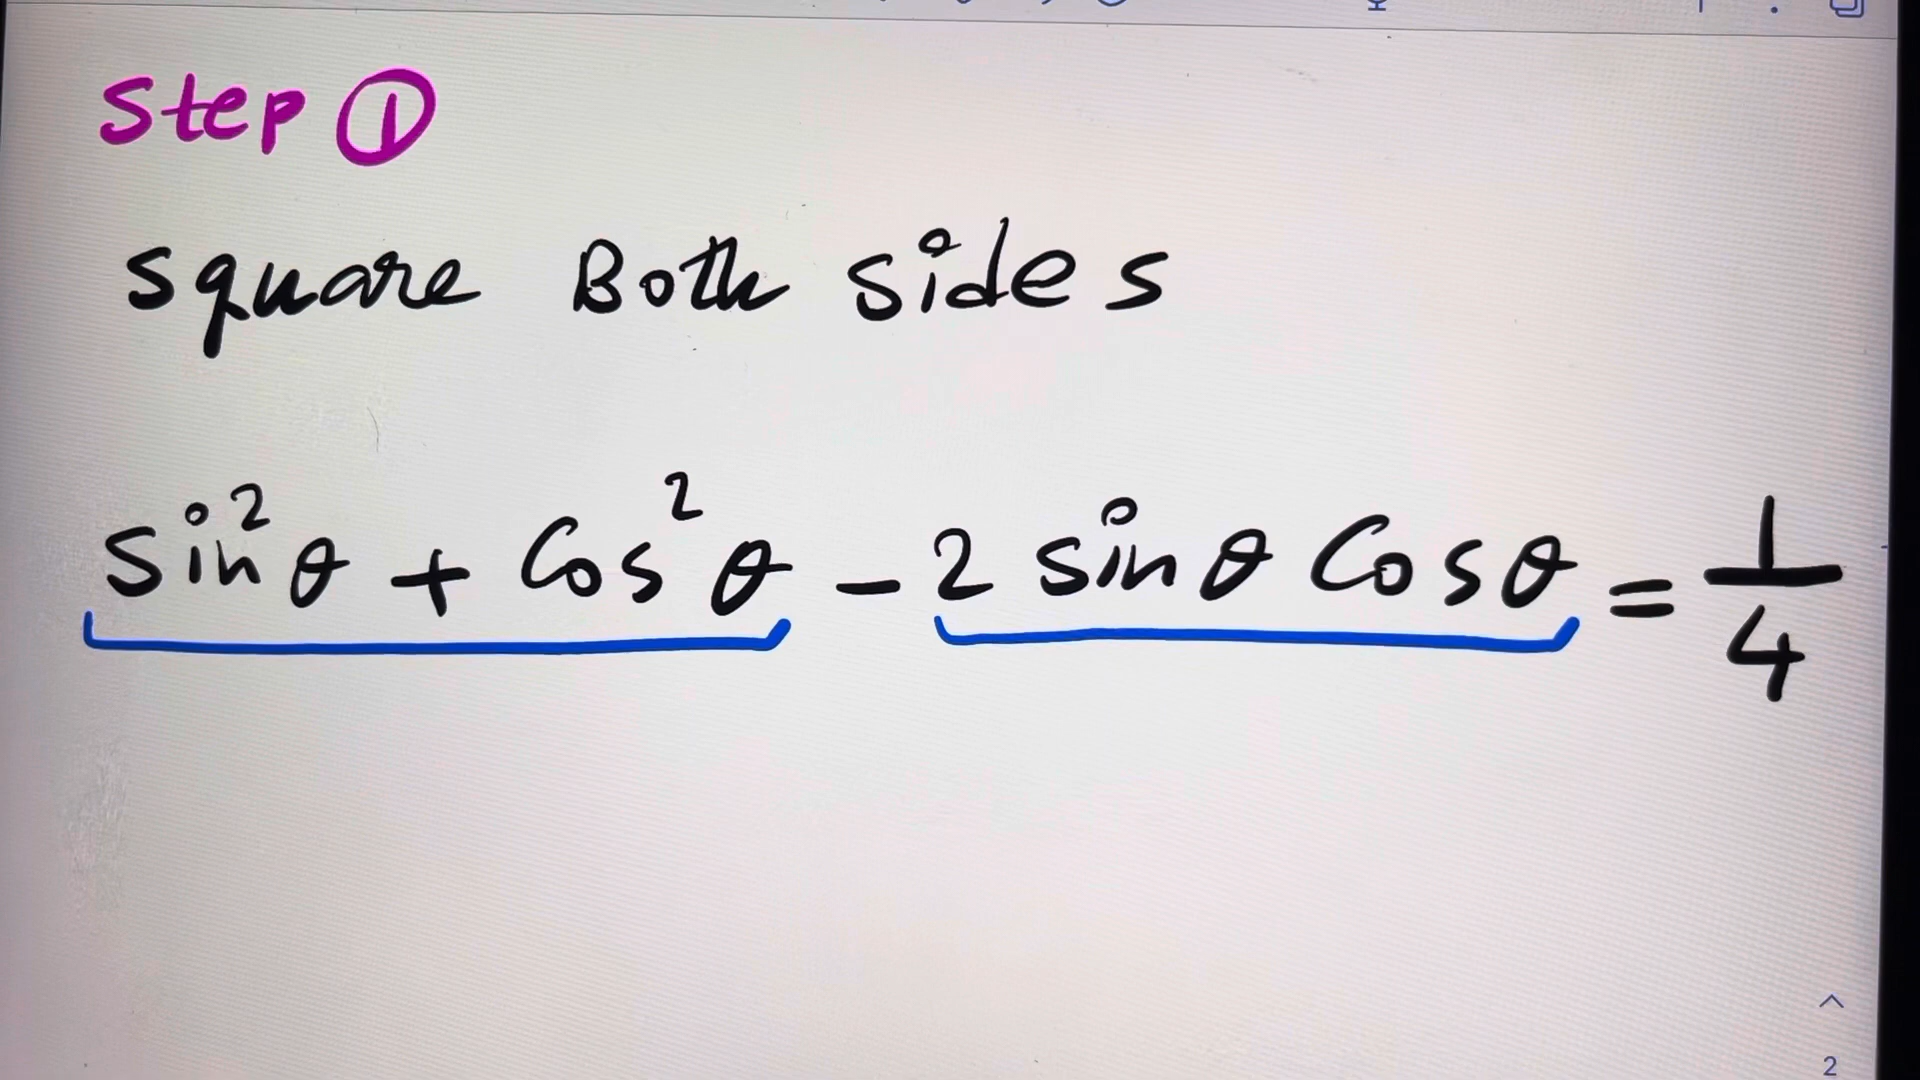 Step ①
square Both sides
sin²θ + Cos²θ - 2 sinθ Cosθ = 1/4
2